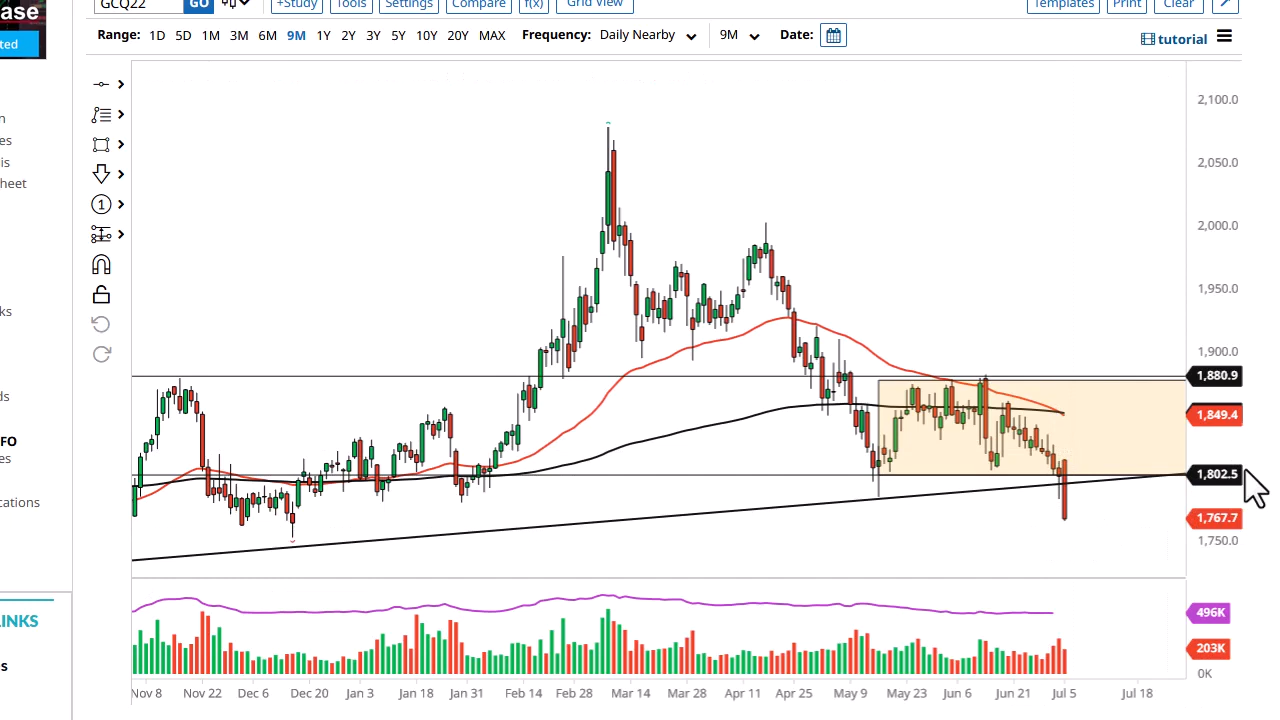 GCQ22 GO +Study Tools Settings Compare f(x) Grid View Templates Print Clear
Range: 1D 5D 1M 3M 6M 9M 1Y 2Y 3Y 5Y 10Y 20Y MAX Frequency: Daily Nearby 9M Date: tutorial
ase
ted
es
is
heet
ks
ds
FO
es
cations
INKS
s
1
2,100.0
2,050.0
2,000.0
1,950.0
1,900.0
1,880.9
1,849.4
1,802.5
1,767.7
1,750.0
496K
203K
0K
Nov 8 Nov 22 Dec 6 Dec 20 Jan 3 Jan 18 Jan 31 Feb 14 Feb 28 Mar 14 Mar 28 Apr 11 Apr 25 May 9 May 23 Jun 6 Jun 21 Jul 5 Jul 18